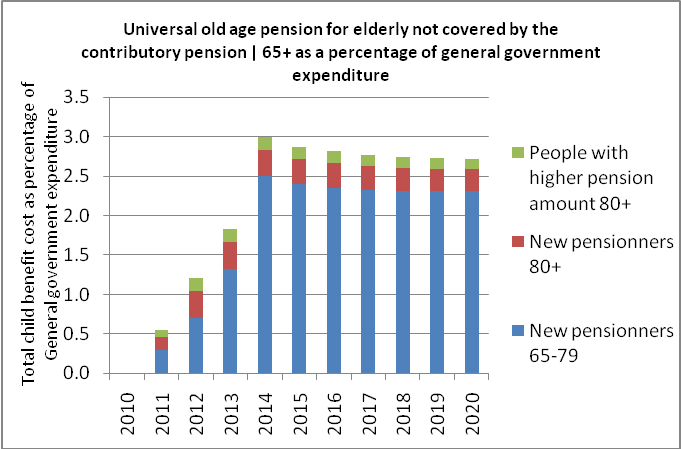 Universal old age pension for elderly not covered by the
contributory pension | 65+ as a percentage of general government
expenditure
Total child benefit cost as percentage of
General government expenditure
3.5
3.0
2.5
2.0
1.5
1.0
0.5
0.0
2010
2011
2012
2013
2014
2015
2016
2017
2018
2019
2020
People with
higher pension
amount 80+
New pensionners
80+
New pensionners
65-79